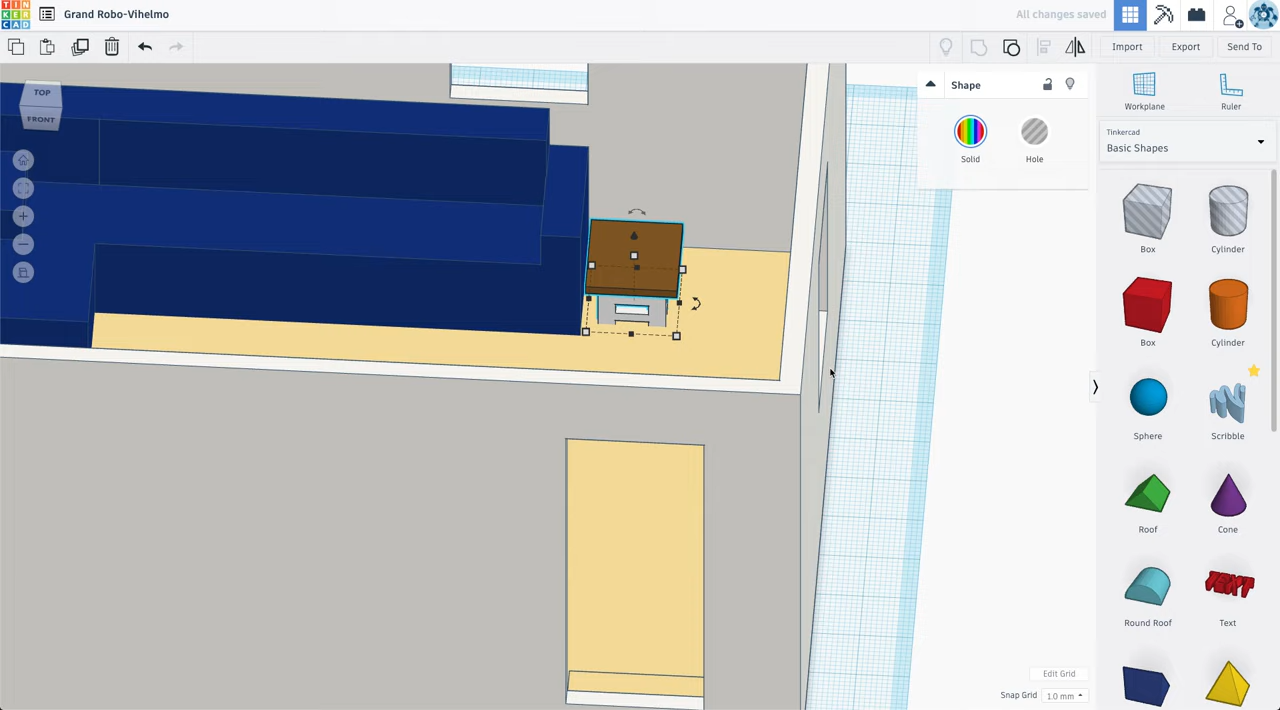 TIN
KER
CAD
Grand Robo-Vihelmo
All changes saved
Import
Export
Send To
TOP
FRONT
Shape
Solid
Hole
Workplane
Ruler
Tinkercad
Basic Shapes
Box
Cylinder
Box
Cylinder
Sphere
Scribble
Roof
Cone
Round Roof
Text
TEXT
Edit Grid
Snap Grid
1.0 mm